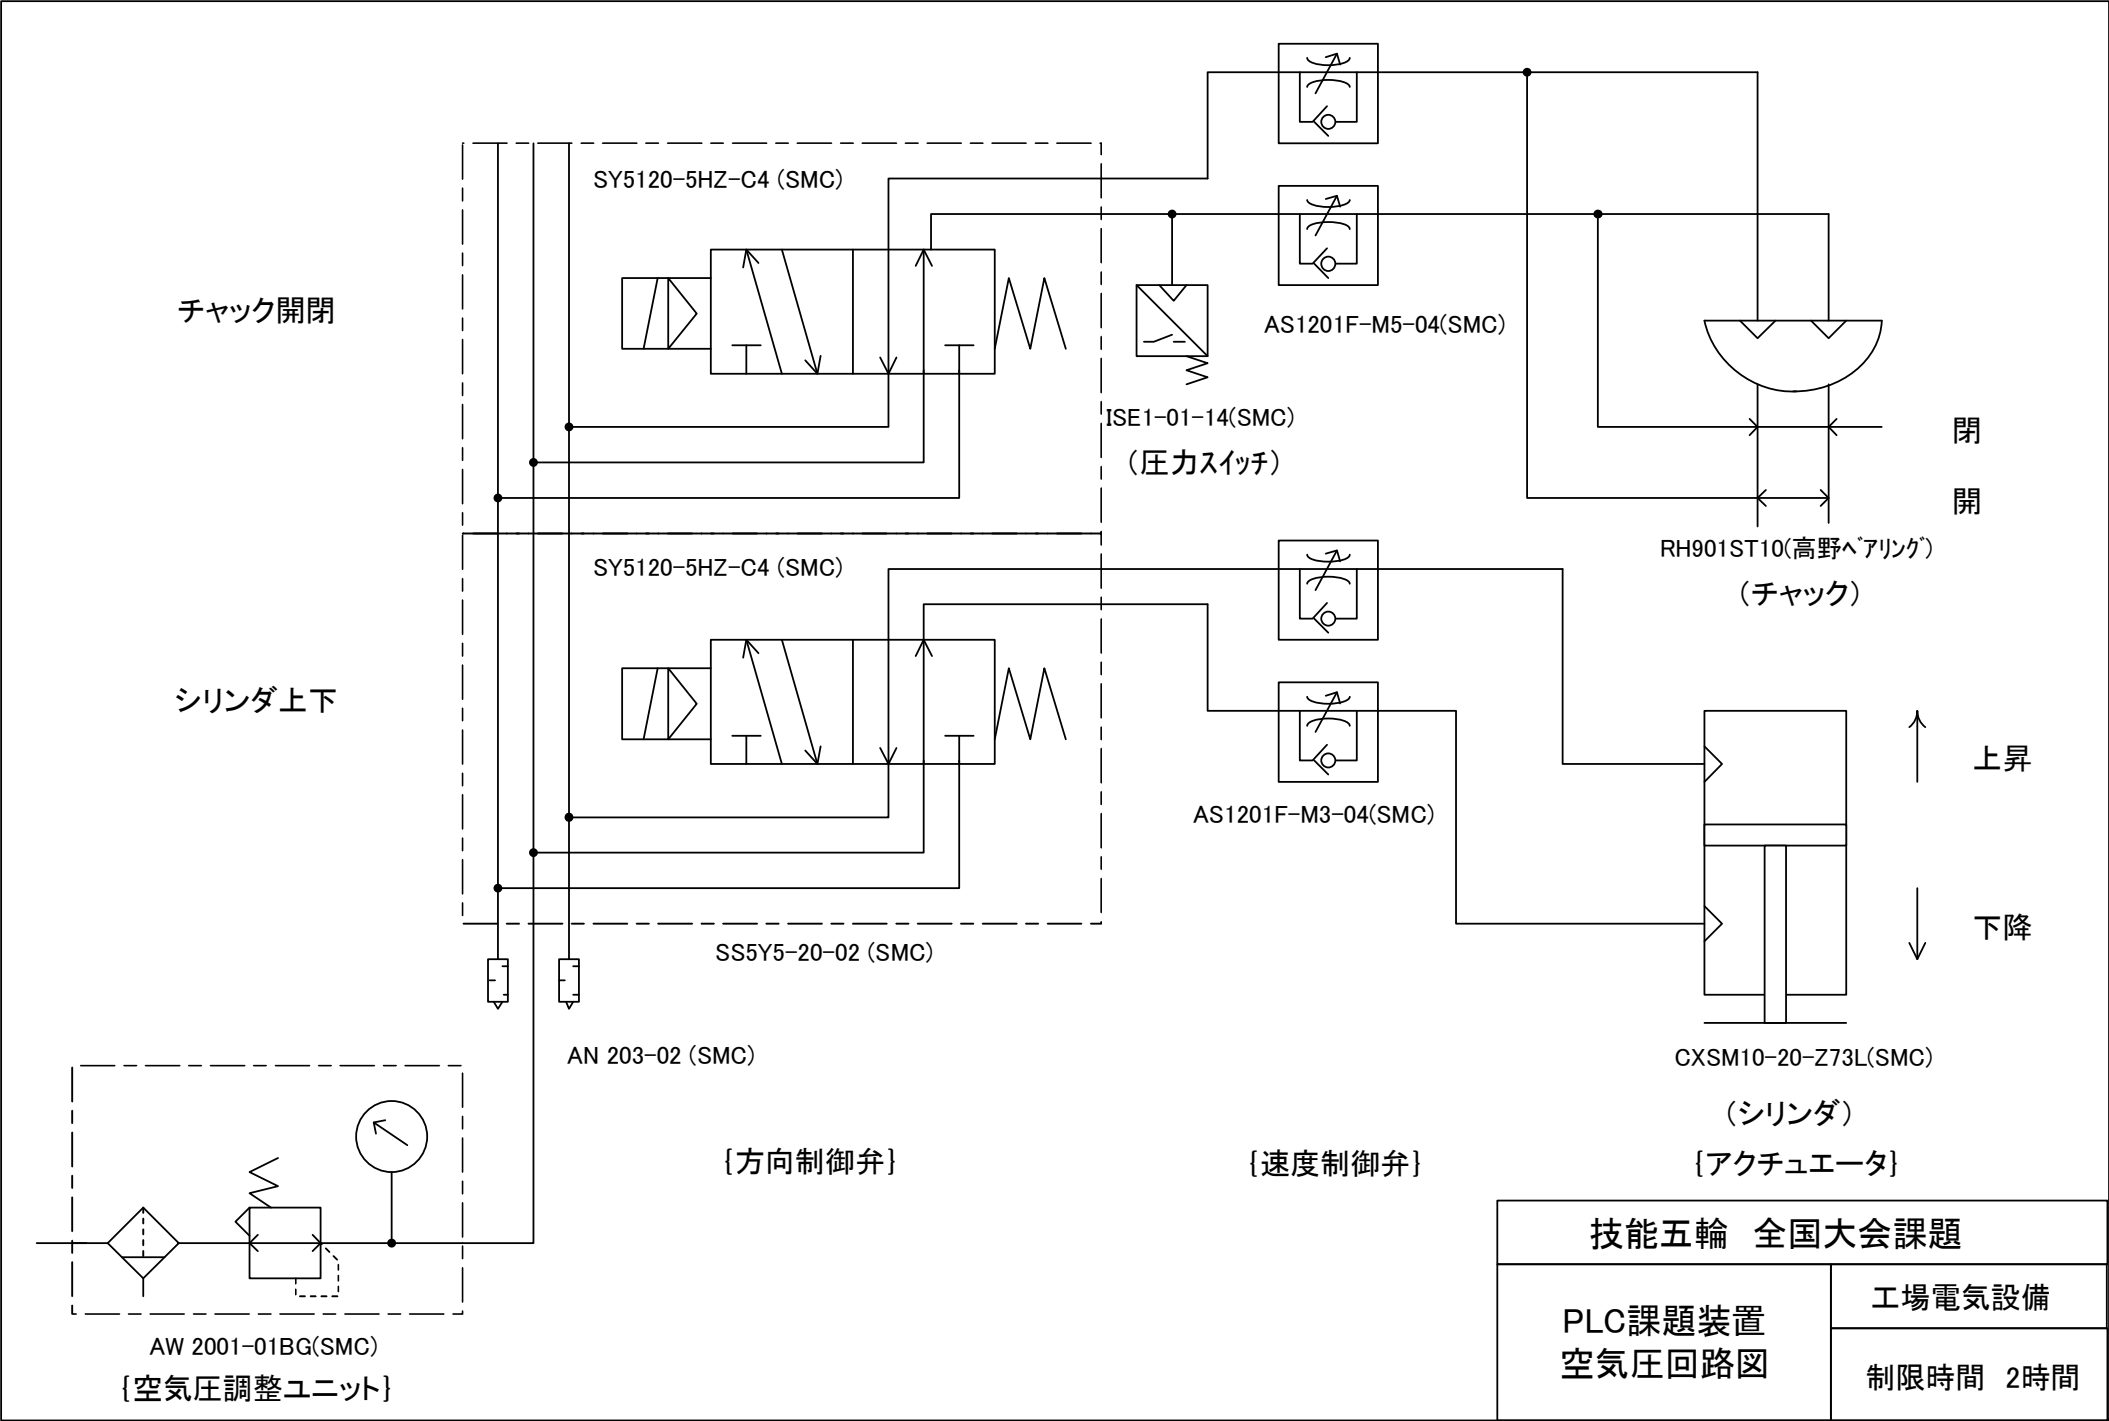 SY5120-5HZ-C4 (SMC)
チャック開閉
AS1201F-M5-04(SMC)
ISE1-01-14(SMC)
(圧力ｽｲｯﾁ)
閉
開
RH901ST10(高野ﾍﾞｱﾘﾝｸﾞ)
(チャック)
SY5120-5HZ-C4 (SMC)
シリンダ上下
AS1201F-M3-04(SMC)
上昇
下降
SS5Y5-20-02 (SMC)
AN 203-02 (SMC)
CXSM10-20-Z73L(SMC)
(シリンダ)
{方向制御弁}
{速度制御弁}
{アクチュエータ}
AW 2001-01BG(SMC)
{空気圧調整ユニット}
技能五輪 全国大会課題
PLC課題装置
空気圧回路図
工場電気設備
制限時間 2時間